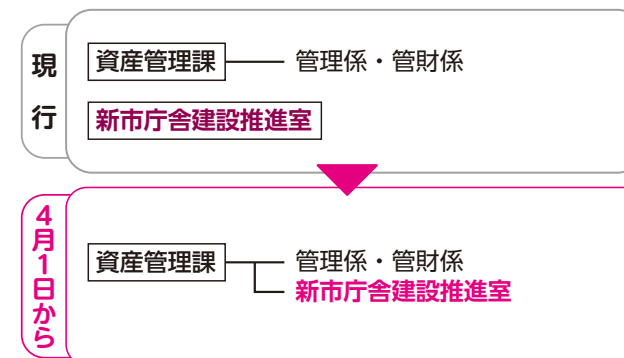 現行
資産管理課 管理係・管財係
新市庁舎建設推進室
4月1日から
資産管理課 管理係・管財係
新市庁舎建設推進室